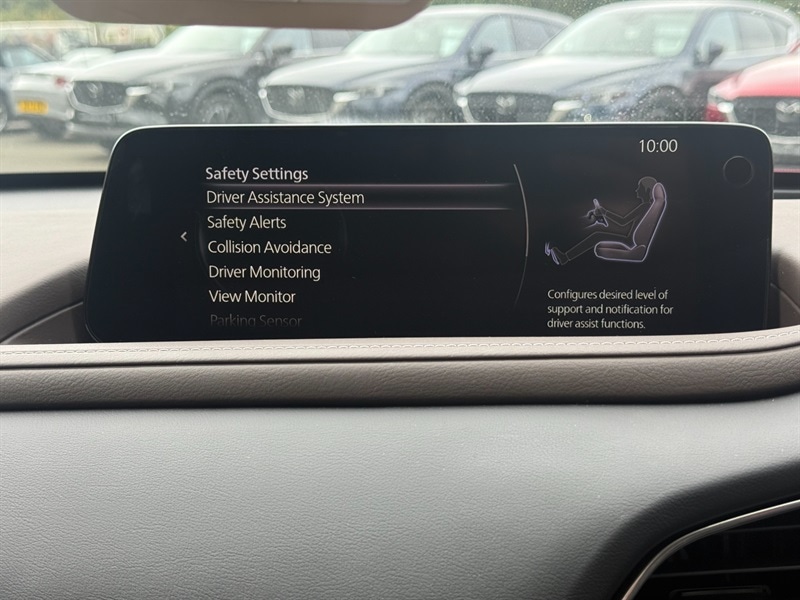 10:00
Safety Settings
Driver Assistance System
Safety Alerts
Collision Avoidance
Driver Monitoring
View Monitor
Parking Sensor
Configures desired level of
support and notification for
driver assist functions.